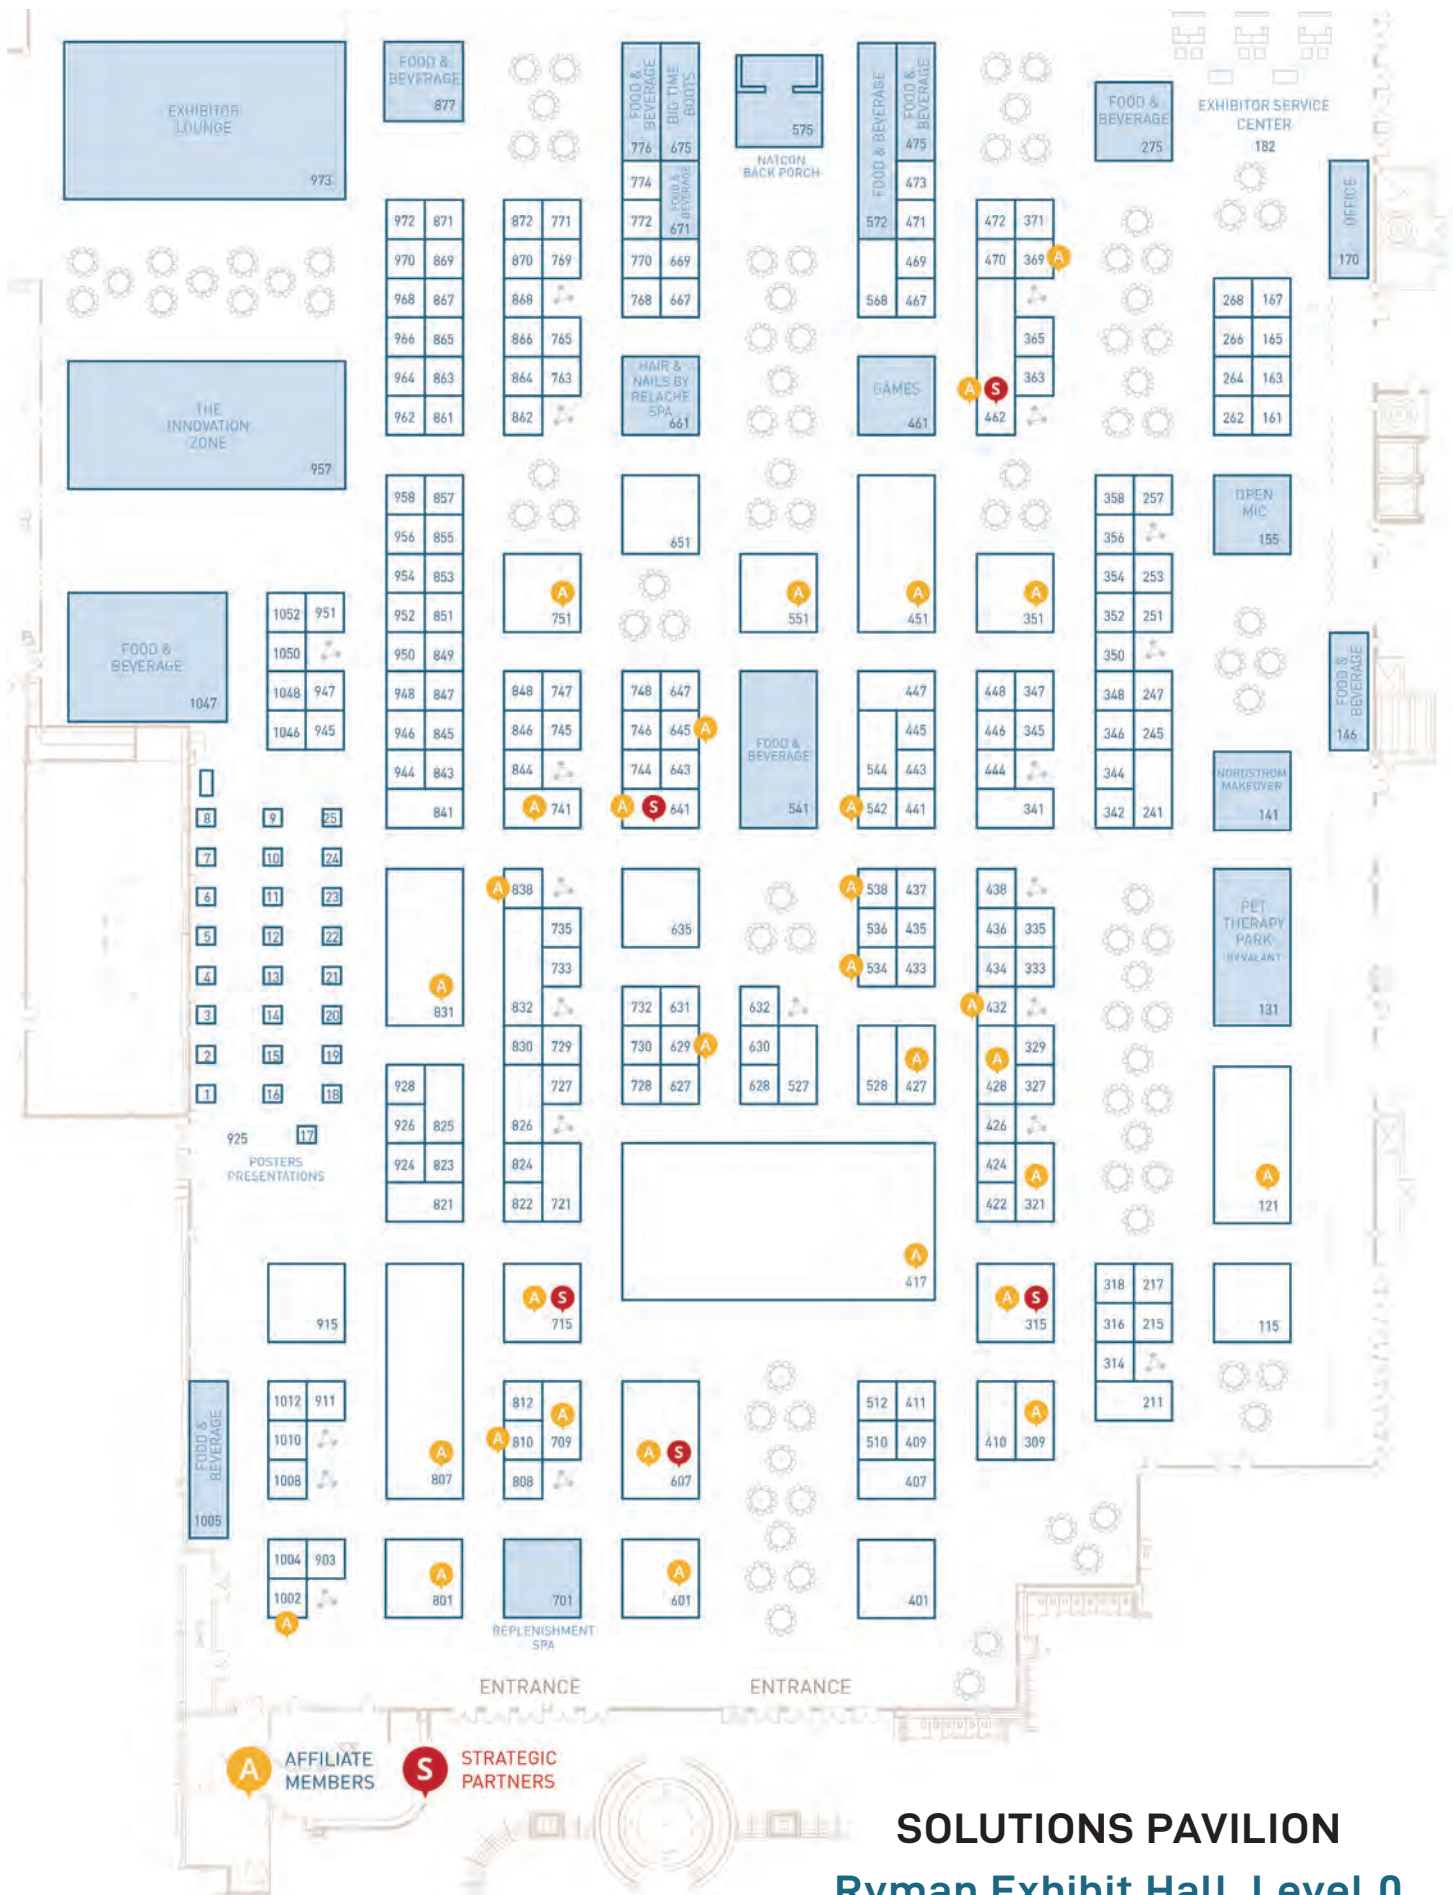 EXHIBITOR
LOUNGE
973
FOOD &
BEVERAGE
877
FOOD &
BEVERAGE
776
BIG TIME
BOOTS
675
575
NATCON
BACK PORCH
FOOD & BEVERAGE
572
FOOD &
BEVERAGE
475
FOOD &
BEVERAGE
275
EXHIBITOR SERVICE
CENTER
182
OFFICE
170
774
772
FOOD &
BEVERAGE
671
473
471
972 871
872 771
472 371
970 869
870 769
770 669
469
470 369 A
968 867
868
768 667
568 467
268 167
966 865
866 765
365
266 165
964 863
864 763
363
264 163
962 861
862
A S
462
262 161
HAIR &
NAILS BY
RELACHE
SPA
661
GAMES
461
THE
INNOVATION
ZONE
957
958 857
956 855
954 853
952 851
950 849
948 847
946 845
944 843
841
651
A
751
A
551
A
451
A
351
358 257
356
354 253
352 251
350
348 247
346 245
344
342 241
OPEN
MIC
155
FOOD &
BEVERAGE
1047
1052 951
1050
1048 947
1046 945
FOOD &
BEVERAGE
146
848 747
846 745
844
A 741
748 647
746 645 A
744 643
A S 641
FOOD &
BEVERAGE
541
447
445
544 443
A 542 441
448 347
446 345
444
341
NORDSTROM
MAKEOVER
141
8 9 25
7 10 24
6 11 23
5 12 22
4 13 21
3 14 20
2 15 19
1 16 18
17
925
POSTERS
PRESENTATIONS
A
831
A 838
735
733
832
830 729
727
826
824
822 721
635
732 631
730 629 A
728 627
632
630
628 527
A 538 437
536 435
A 534 433
528
A
427
438
436 335
434 333
A 432
329
A
428 327
426
424
A
422 321
PET
THERAPY
PARK
BY VALANT
131
928
926 825
924 823
821
A
417
A
121
915
A S
715
A S
315
318 217
316 215
314
211
115
FOOD &
BEVERAGE
1005
1012 911
1010
1008
A
807
812
A
A 810 709
808
A S
607
512 411
510 409
407
A
410 309
1004 903
1002
A
A
801
701
REPLENISHMENT
SPA
A
601
401
ENTRANCE
ENTRANCE
A AFFILIATE
MEMBERS
S STRATEGIC
PARTNERS
SOLUTIONS PAVILION
Ryman Exhibit Hall, Level 0